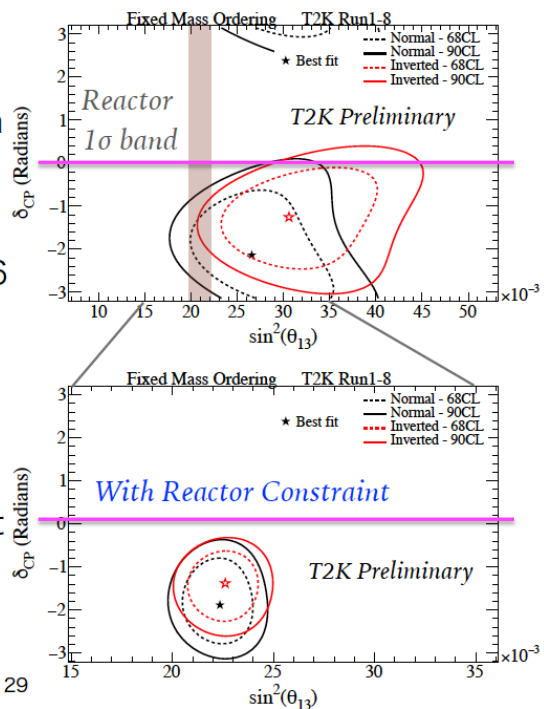 Fixed Mass Ordering T2K Run1-8
Normal - 68CL
Normal - 90CL
Inverted - 68CL
Inverted - 90CL
★ Best fit
Reactor
1σ band
T2K Preliminary
δCP (Radians)
3
2
1
0
−1
−2
−3
10 15 20 25 30 35 40 45 50
×10⁻³
sin²(θ₁₃)
Fixed Mass Ordering T2K Run1-8
Normal - 68CL
Normal - 90CL
Inverted - 68CL
Inverted - 90CL
★ Best fit
With Reactor Constraint
T2K Preliminary
δCP (Radians)
3
2
1
0
−1
−2
−3
15 20 25 30 35
×10⁻³
sin²(θ₁₃)
29